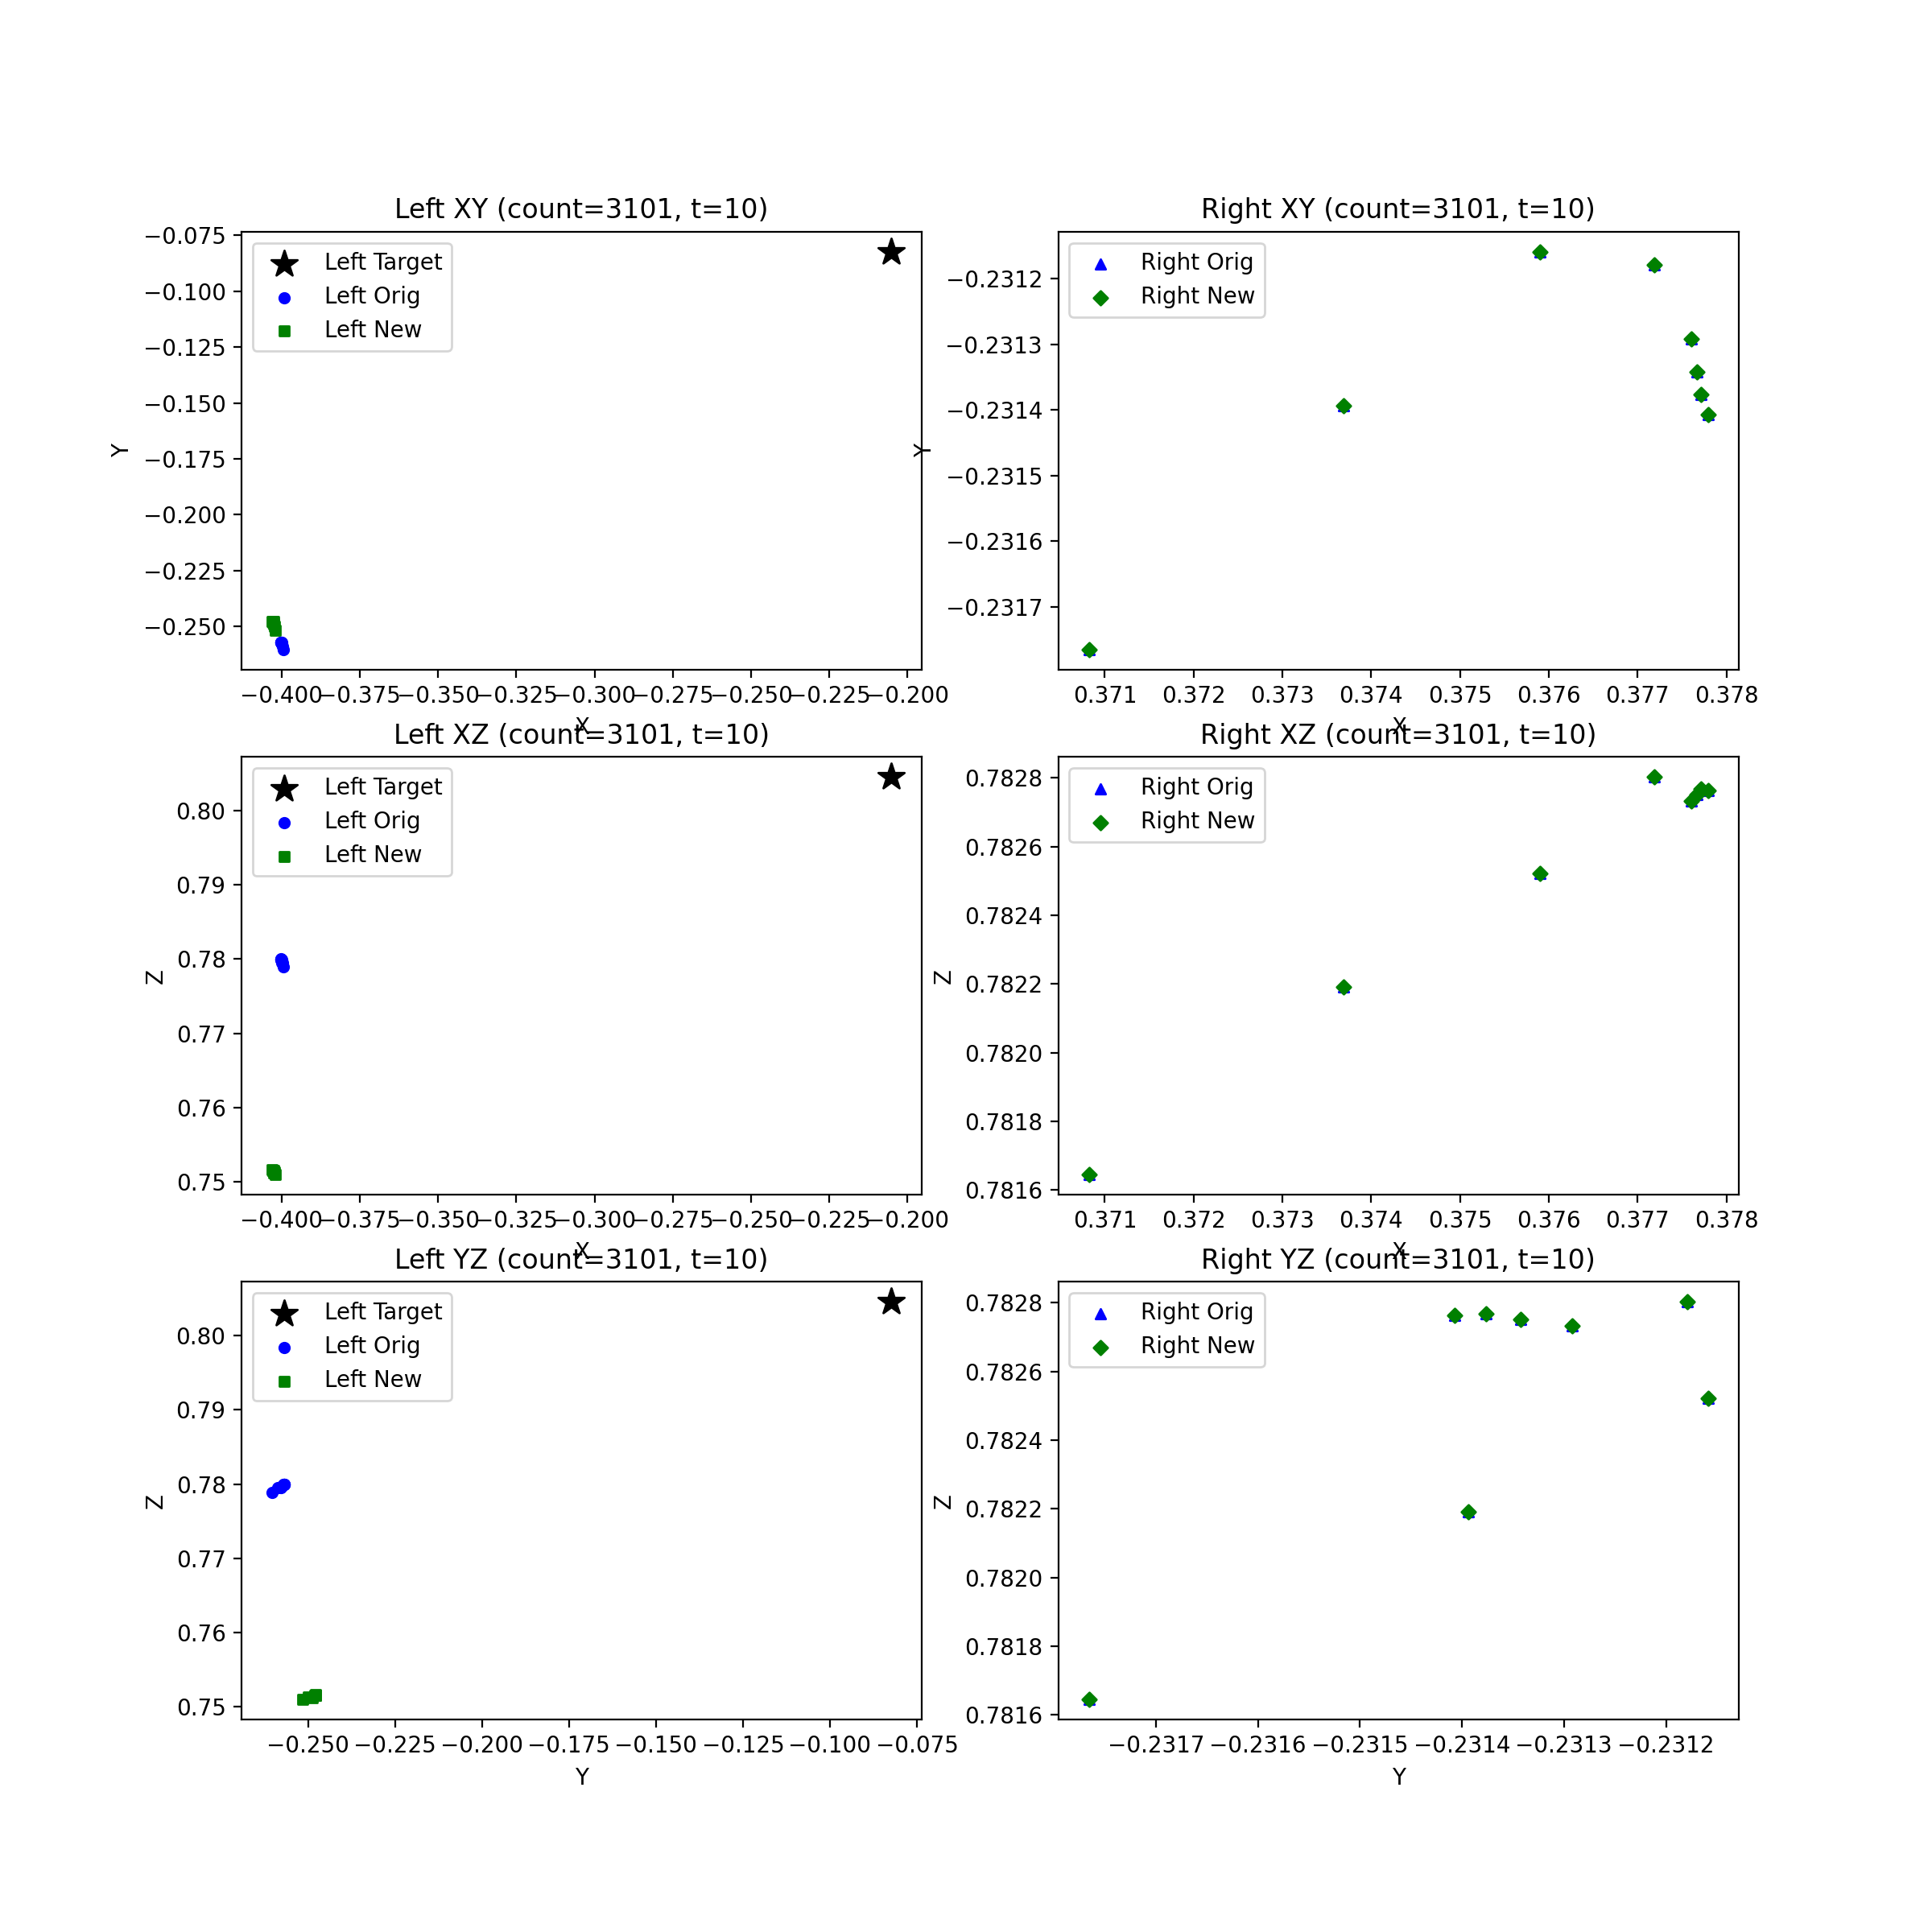 Left XY (count=3101, t=10)
Left Target
Left Orig
Left New
Y
−0.075
−0.100
−0.125
−0.150
−0.175
−0.200
−0.225
−0.250
−0.400 −0.375 −0.350 −0.325 −0.300 −0.275 −0.250 −0.225 −0.200
X
Right XY (count=3101, t=10)
Right Orig
Right New
Y
−0.2312
−0.2313
−0.2314
−0.2315
−0.2316
−0.2317
0.371 0.372 0.373 0.374 0.375 0.376 0.377 0.378
X
Left XZ (count=3101, t=10)
Left Target
Left Orig
Left New
Z
0.80
0.79
0.78
0.77
0.76
0.75
−0.400 −0.375 −0.350 −0.325 −0.300 −0.275 −0.250 −0.225 −0.200
X
Right XZ (count=3101, t=10)
Right Orig
Right New
Z
0.7828
0.7826
0.7824
0.7822
0.7820
0.7818
0.7816
0.371 0.372 0.373 0.374 0.375 0.376 0.377 0.378
X
Left YZ (count=3101, t=10)
Left Target
Left Orig
Left New
Z
0.80
0.79
0.78
0.77
0.76
0.75
−0.250 −0.225 −0.200 −0.175 −0.150 −0.125 −0.100 −0.075
Y
Right YZ (count=3101, t=10)
Right Orig
Right New
Z
0.7828
0.7826
0.7824
0.7822
0.7820
0.7818
0.7816
−0.2317 −0.2316 −0.2315 −0.2314 −0.2313 −0.2312
Y